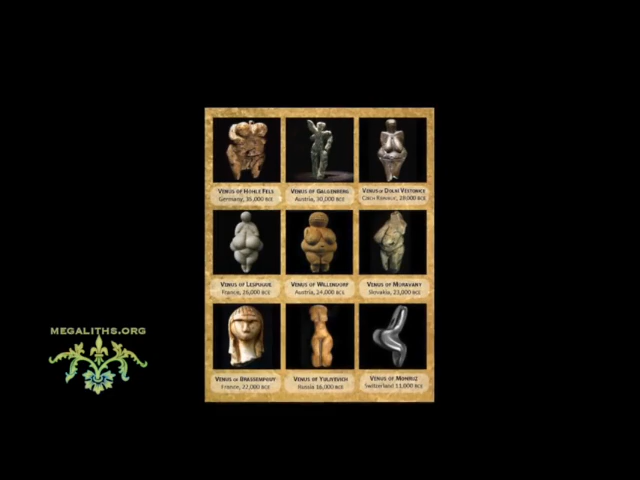 Venus of Hohle Fels
Germany, 38,000 BCE
Venus of Galgenberg
Austria, 30,000 BCE
Venus of Dolni Vestonice
Czech Republic, 29,000 BCE
Venus of Lespugue
France, 26,000 BCE
Venus of Willendorf
Austria, 24,000 BCE
Venus of Moravany
Slovakia, 23,000 BCE
MEGALITHS.ORG
Venus of Brassempouy
France, 22,000 BCE
Venus of
Russia 16,000 BCE
Venus of
Switzerland 11,000 BCE